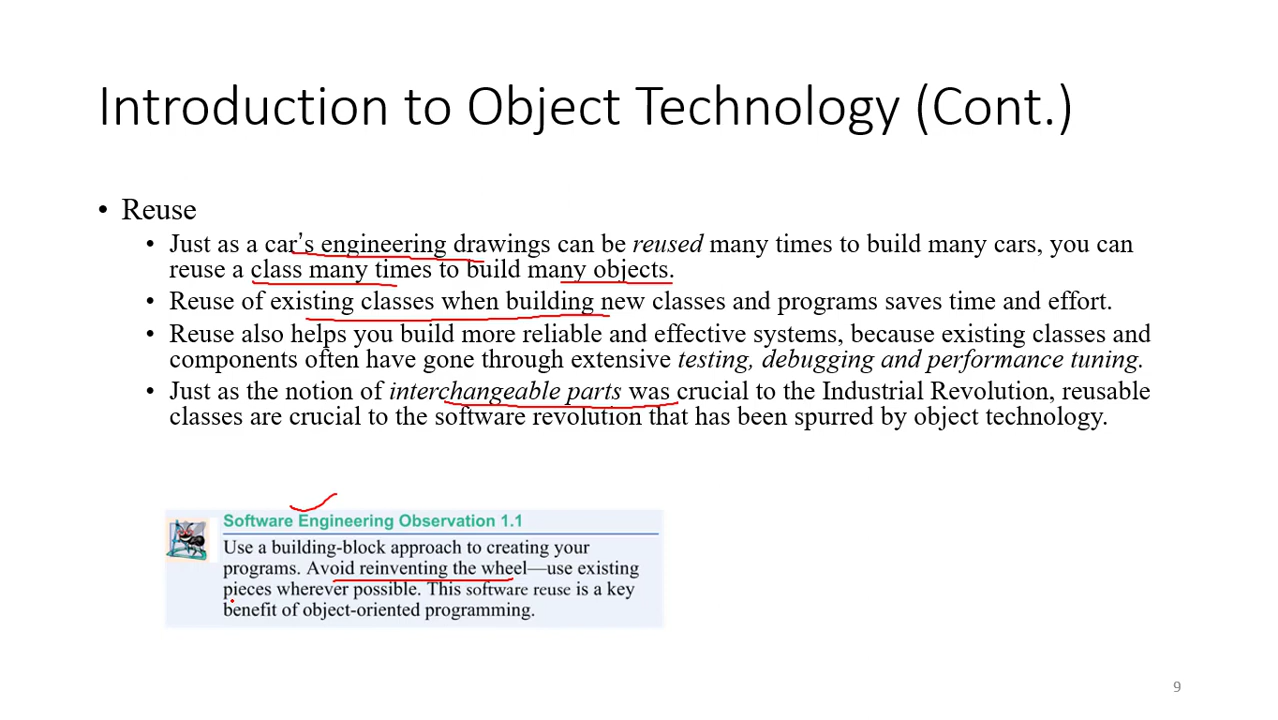 Introduction to Object Technology (Cont.)
• Reuse
• Just as a car’s engineering drawings can be reused many times to build many cars, you can
reuse a class many times to build many objects.
• Reuse of existing classes when building new classes and programs saves time and effort.
• Reuse also helps you build more reliable and effective systems, because existing classes and
components often have gone through extensive testing, debugging and performance tuning.
• Just as the notion of interchangeable parts was crucial to the Industrial Revolution, reusable
classes are crucial to the software revolution that has been spurred by object technology.
Software Engineering Observation 1.1
Use a building-block approach to creating your
programs. Avoid reinventing the wheel—use existing
pieces wherever possible. This software reuse is a key
benefit of object-oriented programming.
9